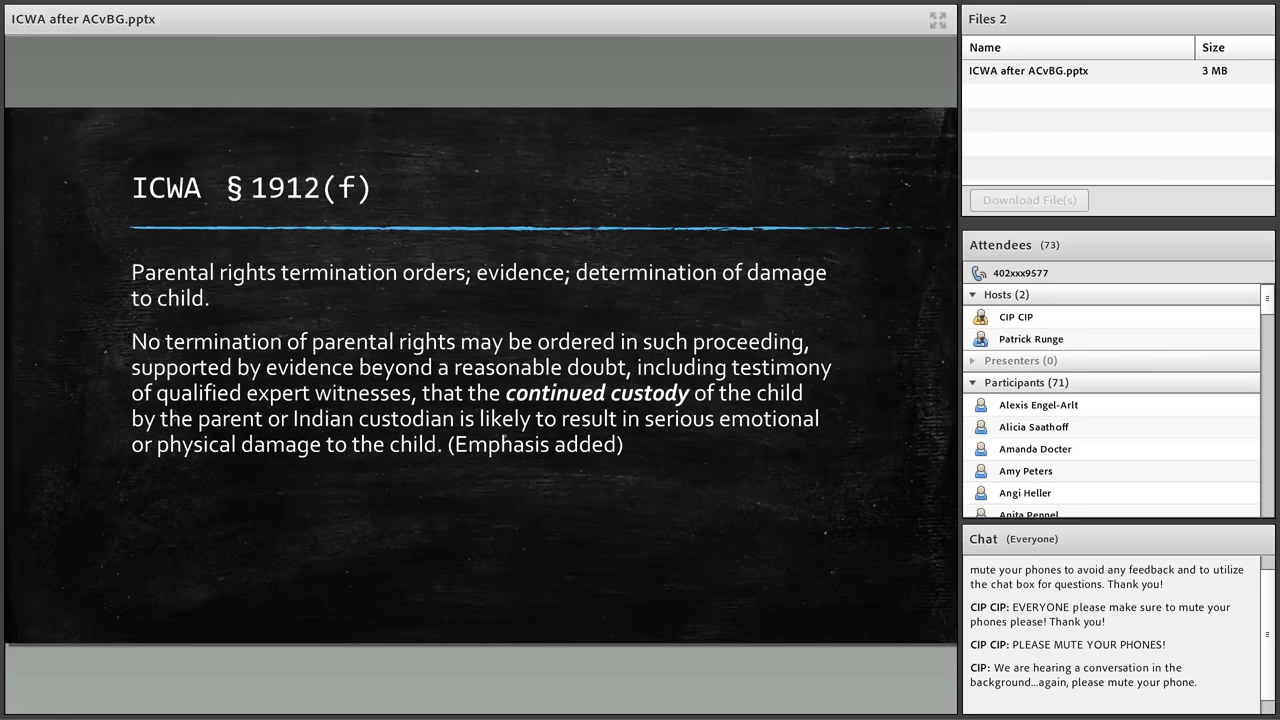 ICWA after ACvBG.pptx
ICWA §1912(f)
Parental rights termination orders; evidence; determination of damage
to child.
No termination of parental rights may be ordered in such proceeding,
supported by evidence beyond a reasonable doubt, including testimony
of qualified expert witnesses, that the continued custody of the child
by the parent or Indian custodian is likely to result in serious emotional
or physical damage to the child. (Emphasis added)
Files 2
Name Size
ICWA after ACvBG.pptx 3 MB
Download File(s)
Attendees (73)
402xxx9577
Hosts (2)
CIP CIP
Patrick Runge
Presenters (0)
Participants (71)
Alexis Engel-Arlt
Alicia Saathoff
Amanda Docter
Amy Peters
Angi Heller
Chat (Everyone)
mute your phones to avoid any feedback and to utilize
the chat box for questions. Thank you!
CIP CIP: EVERYONE please make sure to mute your
phones please! Thank you!
CIP CIP: PLEASE MUTE YOUR PHONES!
CIP: We are hearing a conversation in the
background...again, please mute your phone.